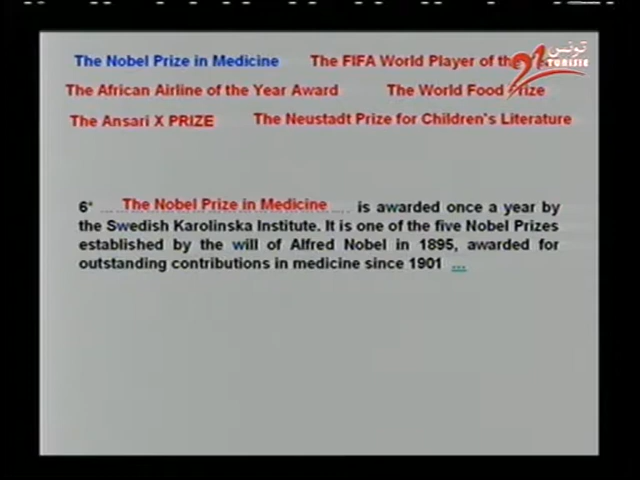 The Nobel Prize in Medicine The FIFA World Player of the
The African Airline of the Year Award The World Food Prize
The Ansari X PRIZE The Neustadt Prize for Children's Literature
تونس
21
TUNISIE
6* ... The Nobel Prize in Medicine ... is awarded once a year by
the Swedish Karolinska Institute. It is one of the five Nobel Prizes
established by the will of Alfred Nobel in 1895, awarded for
outstanding contributions in medicine since 1901 ...